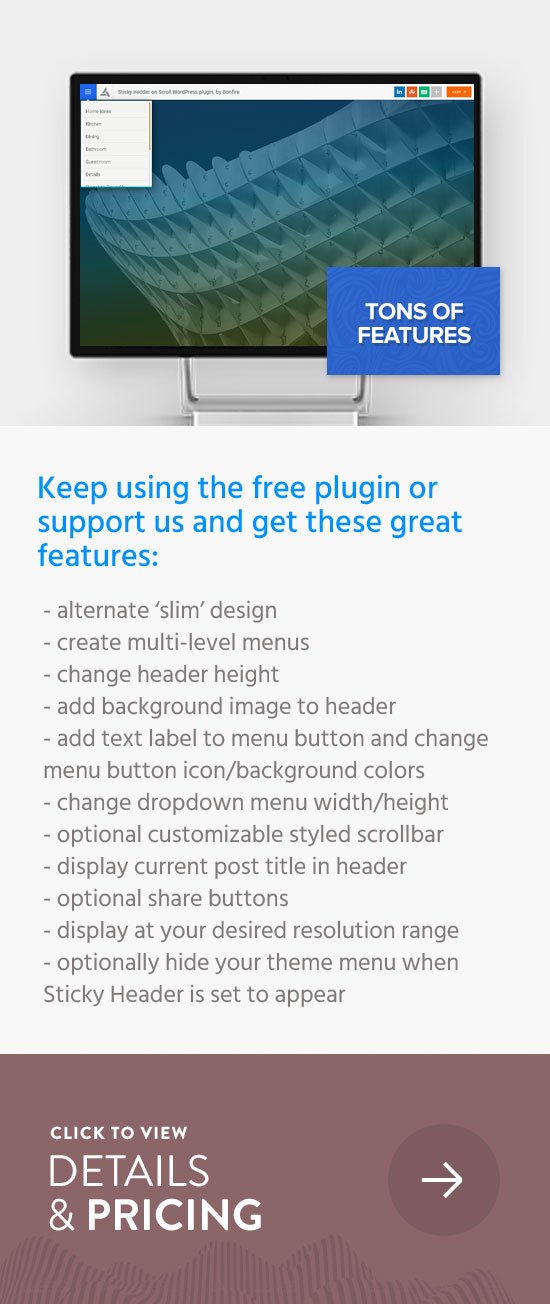 Sticky Header on Scroll WordPress plugin, by Bonfire
Home ideas
Kitchen
Dining
Bathroom
Guest room
Details
TONS OF
FEATURES
Keep using the free plugin or
support us and get these great
features:
- alternate ‘slim’ design
- create multi-level menus
- change header height
- add background image to header
- add text label to menu button and change
menu button icon/background colors
- change dropdown menu width/height
- optional customizable styled scrollbar
- display current post title in header
- optional share buttons
- display at your desired resolution range
- optionally hide your theme menu when
Sticky Header is set to appear
CLICK TO VIEW
DETAILS
& PRICING